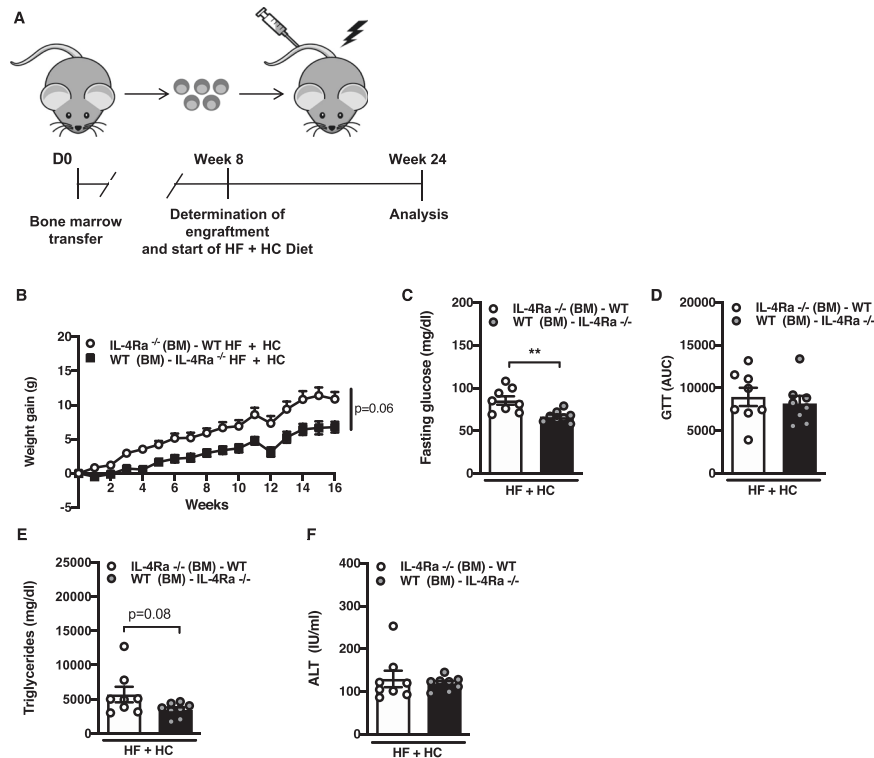 A
D0
Week 8
Week 24
Bone marrow
transfer
Determination of
engraftment
and start of HF + HC Diet
Analysis
B
20
15
10
5
0
-5
Weight gain (g)
IL-4Ra -/- (BM) - WT HF + HC
WT (BM) - IL-4Ra -/- HF + HC
p=0.06
2 4 6 8 10 12 14 16
Weeks
C
200
150
100
50
0
Fasting glucose (mg/dl)
IL-4Ra -/- (BM) - WT
WT (BM) - IL-4Ra -/-
**
HF + HC
D
20000
15000
10000
5000
0
GTT (AUC)
IL-4Ra -/- (BM) - WT
WT (BM) - IL-4Ra -/-
HF + HC
E
25000
20000
15000
10000
5000
0
Triglycerides (mg/dl)
IL-4Ra -/- (BM) - WT
WT (BM) - IL-4Ra -/-
p=0.08
HF + HC
F
400
300
200
100
0
ALT (IU/ml)
IL-4Ra -/- (BM) - WT
WT (BM) - IL-4Ra -/-
HF + HC